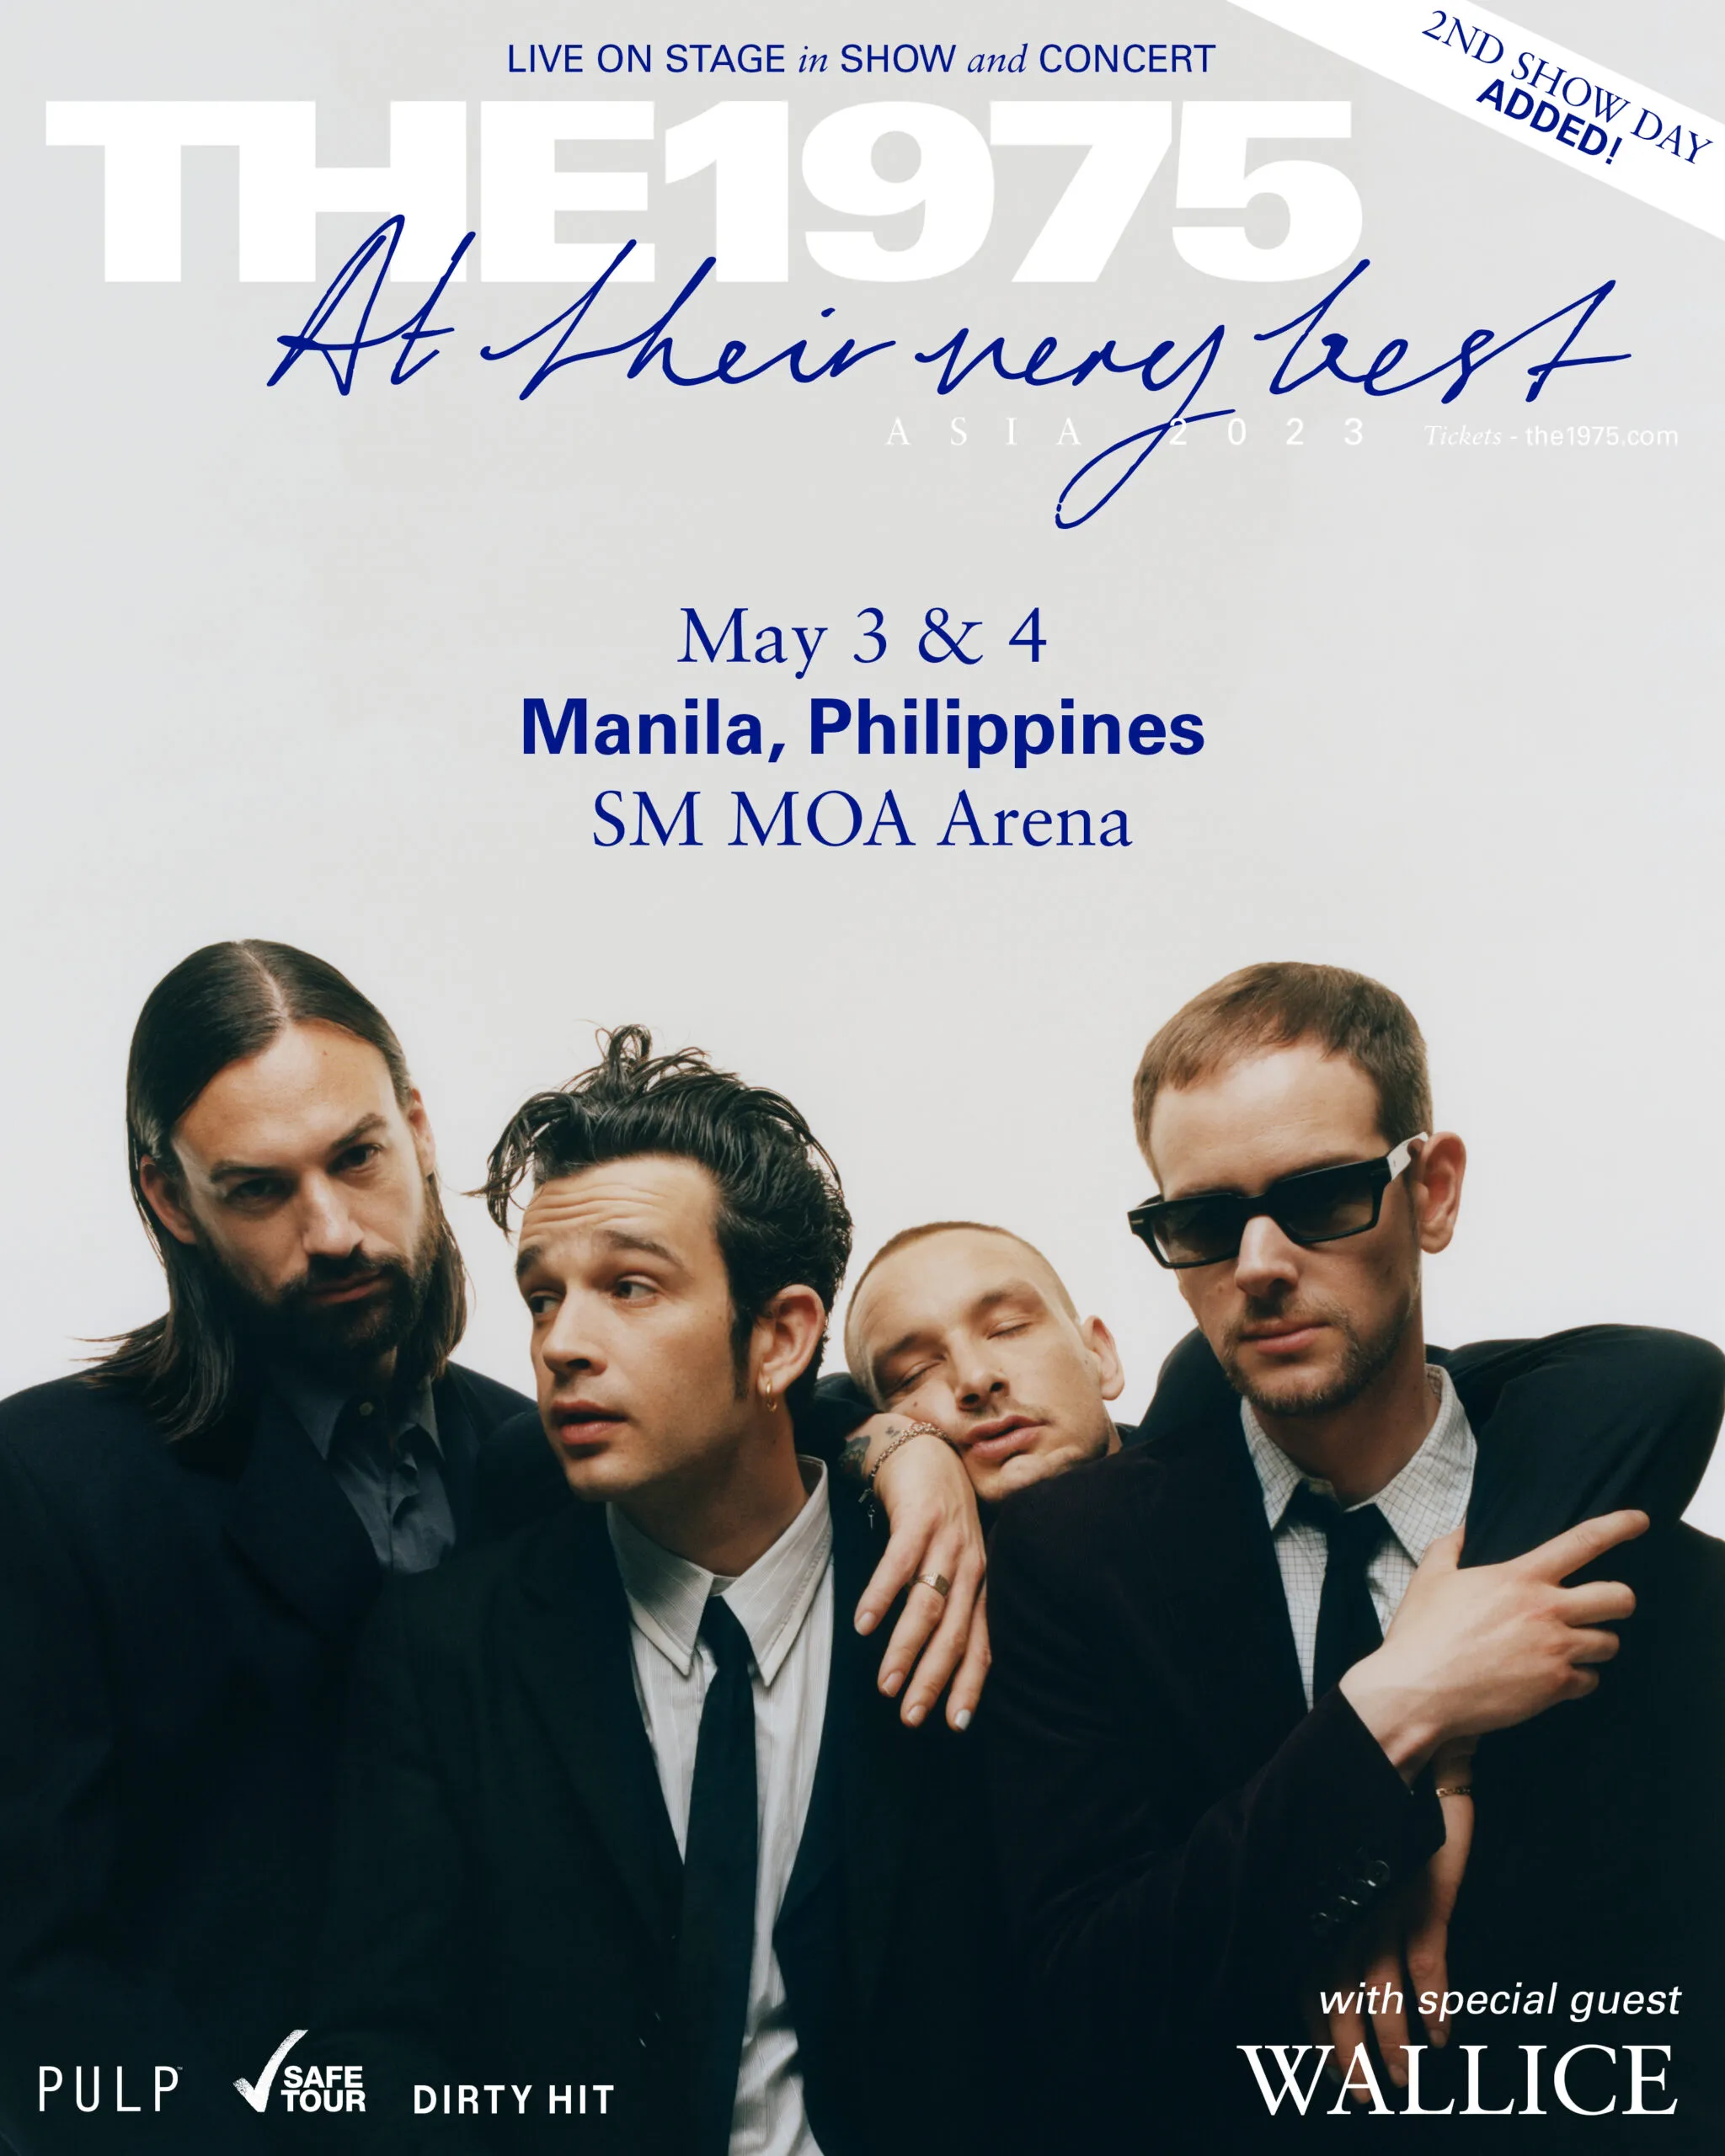 LIVE ON STAGE in SHOW and CONCERT
2ND SHOW DAY
ADDED!
THE1975
At their very best
ASIA 2023 Tickets - the1975.com
May 3 & 4
Manila, Philippines
SM MOA Arena
with special guest
WALLICE
PULP™
SAFE
TOUR
DIRTY HIT